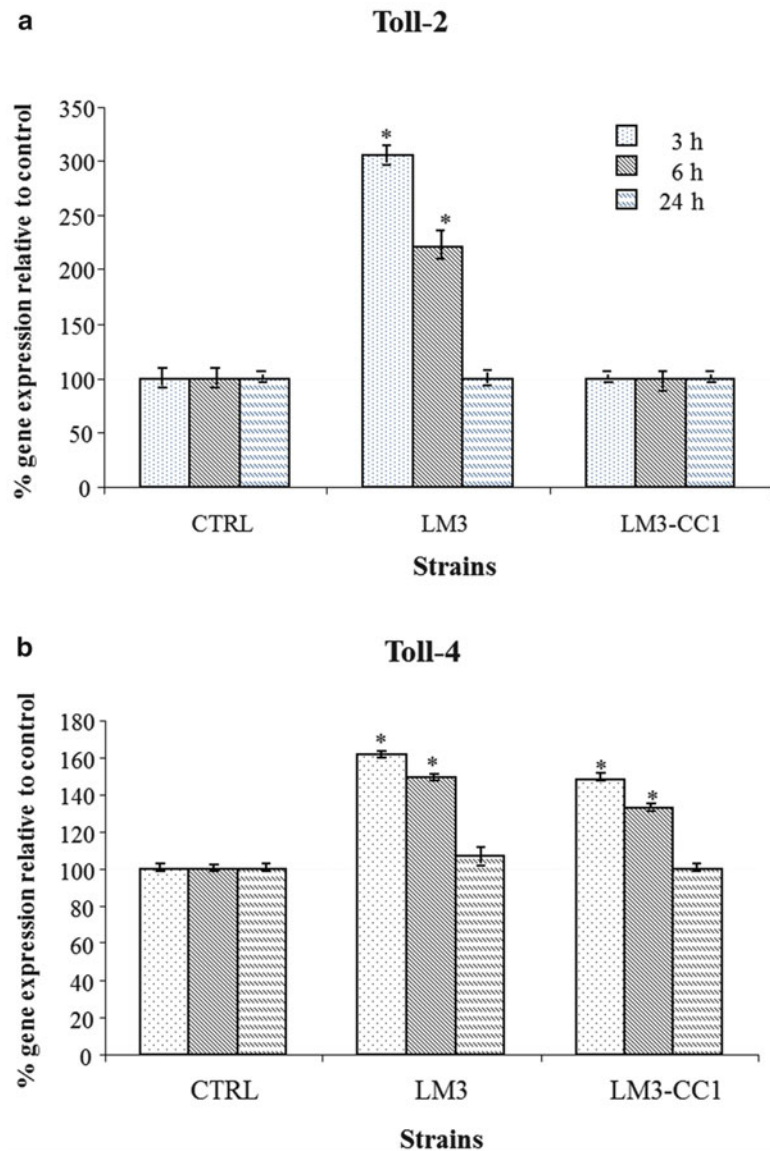 a
Toll-2
% gene expression relative to control
350
300
250
200
150
100
50
0
*
*
3 h
6 h
24 h
CTRL LM3 LM3-CC1
Strains
b
Toll-4
% gene expression relative to control
180
160
140
120
100
80
60
40
20
0
*
*
*
*
CTRL LM3 LM3-CC1
Strains